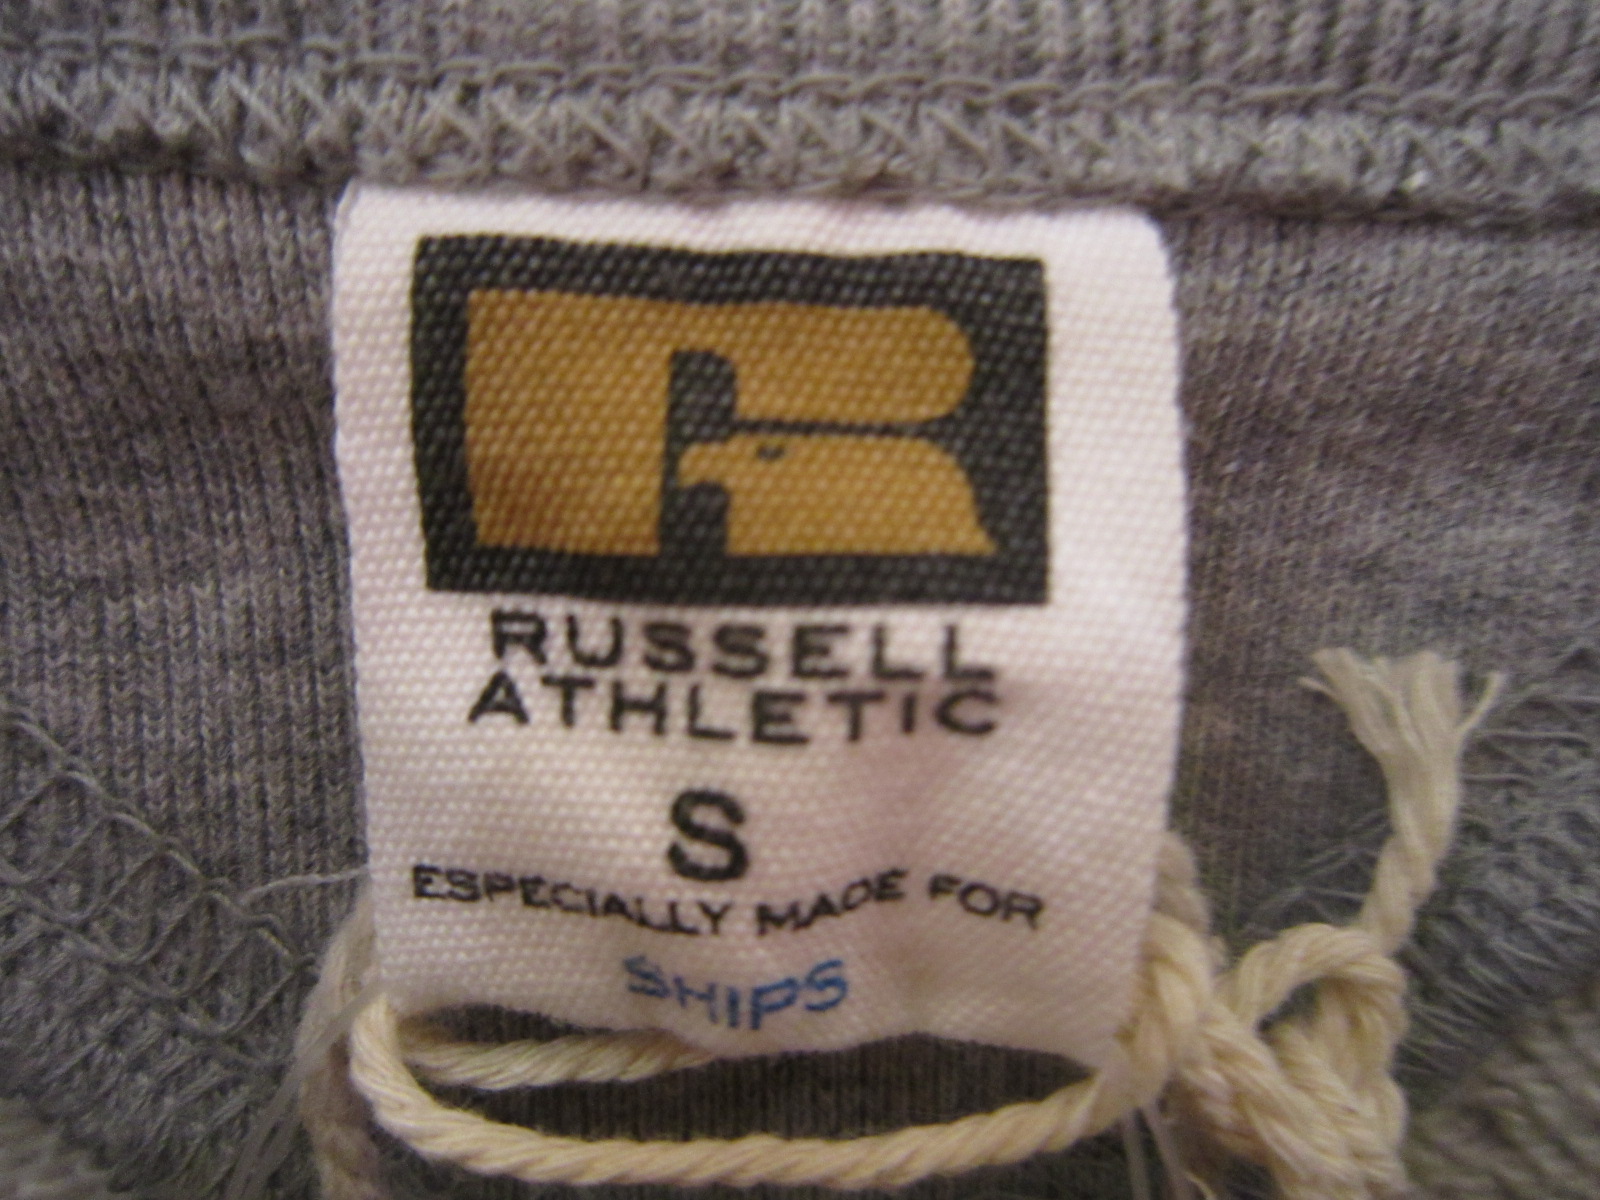 RUSSELL
ATHLETIC
S
ESPECIALLY MADE FOR
SHIPS